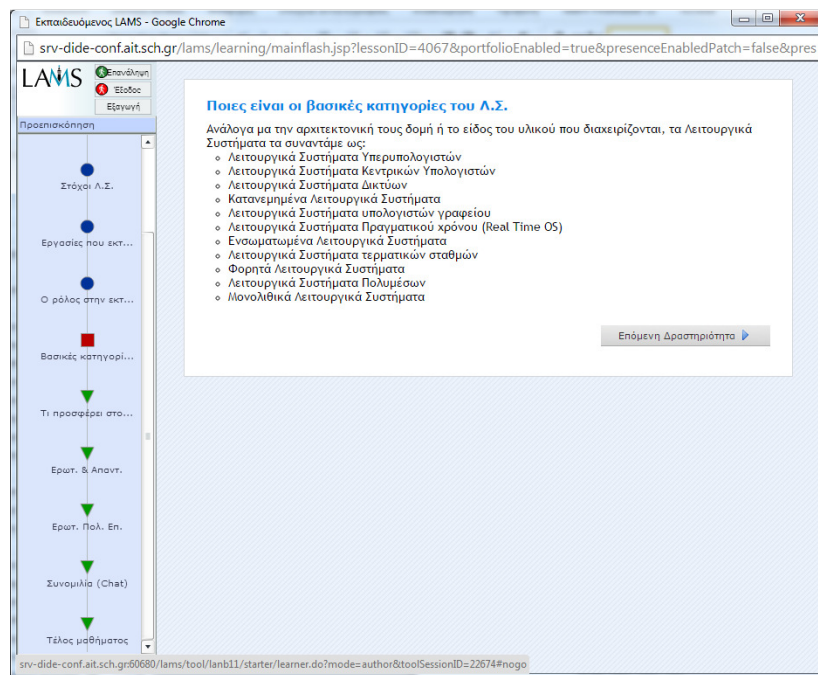 Εκπαιδευόμενος LAMS - Google Chrome
srv-dide-conf.ait.sch.gr/lams/learning/mainflash.jsp?lessonID=4067&portfolioEnabled=true&presenceEnabledPatch=false&pres
LAMS
Επανάληψη
Έξοδος
Εξαγωγή
Προεπισκόπηση
Στόχοι Λ.Σ.
Εργασίες που εκτ...
Ο ρόλος στην εκτ...
Βασικές κατηγορί...
Τι προσφέρει στο...
Ερωτ. & Απαντ.
Ερωτ. Πολ. Επ.
Συνομιλία (Chat)
Τέλος μαθήματος
Ποιες είναι οι βασικές κατηγορίες του Λ.Σ.
Ανάλογα μα την αρχιτεκτονική τους δομή ή το είδος του υλικού που διαχειρίζονται, τα Λειτουργικά
Συστήματα τα συναντάμε ως:
Λειτουργικά Συστήματα Υπερυπολογιστών
Λειτουργικά Συστήματα Κεντρικών Υπολογιστών
Λειτουργικά Συστήματα Δικτύων
Κατανεμημένα Λειτουργικά Συστήματα
Λειτουργικά Συστήματα υπολογιστών γραφείου
Λειτουργικά Συστήματα Πραγματικού χρόνου (Real Time OS)
Ενσωματωμένα Λειτουργικά Συστήματα
Λειτουργικά Συστήματα τερματικών σταθμών
Φορητά Λειτουργικά Συστήματα
Λειτουργικά Συστήματα Πολυμέσων
Μονολιθικά Λειτουργικά Συστήματα
Επόμενη Δραστηριότητα
srv-dide-conf.ait.sch.gr:60680/lams/tool/lanb11/starter/learner.do?mode=author&toolSessionID=22674#nogo